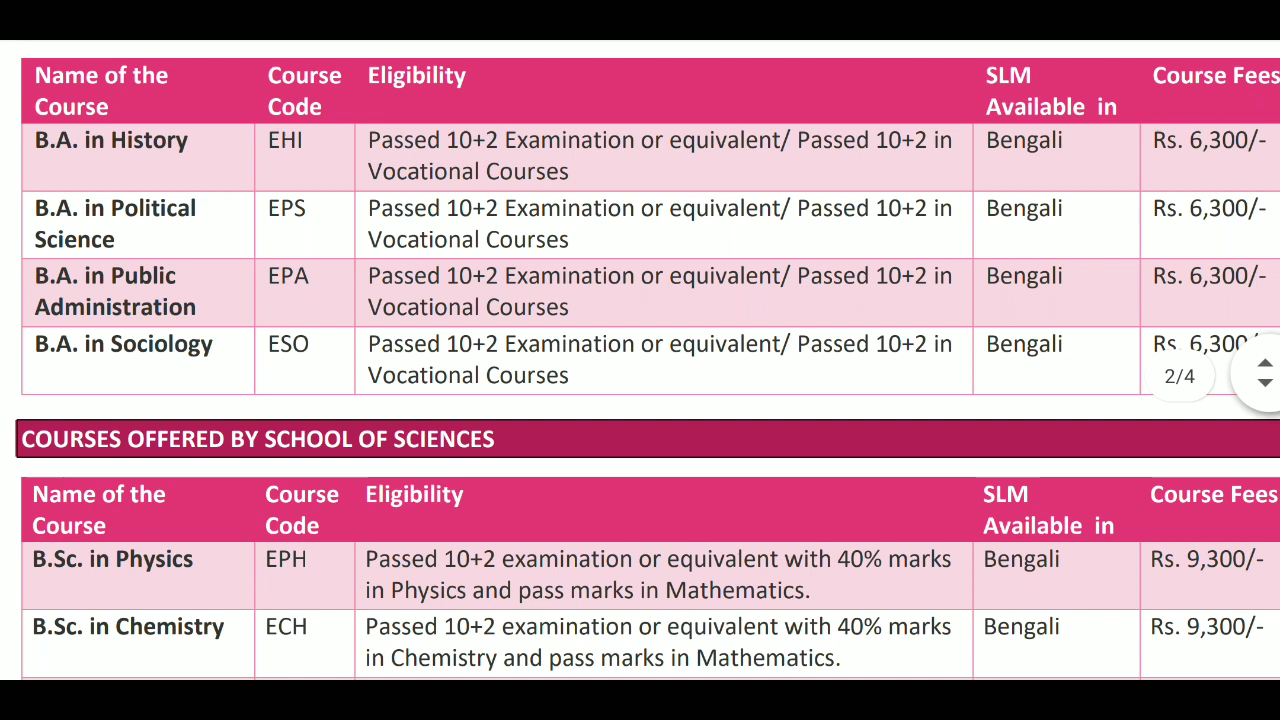 Name of the Course Course Code Eligibility SLM Available in Course Fees
B.A. in History EHI Passed 10+2 Examination or equivalent/ Passed 10+2 in Vocational Courses Bengali Rs. 6,300/-
B.A. in Political Science EPS Passed 10+2 Examination or equivalent/ Passed 10+2 in Vocational Courses Bengali Rs. 6,300/-
B.A. in Public Administration EPA Passed 10+2 Examination or equivalent/ Passed 10+2 in Vocational Courses Bengali Rs. 6,300/-
B.A. in Sociology ESO Passed 10+2 Examination or equivalent/ Passed 10+2 in Vocational Courses Bengali Rs. 6,300/
2/4
COURSES OFFERED BY SCHOOL OF SCIENCES
Name of the Course Course Code Eligibility SLM Available in Course Fees
B.Sc. in Physics EPH Passed 10+2 examination or equivalent with 40% marks in Physics and pass marks in Mathematics. Bengali Rs. 9,300/-
B.Sc. in Chemistry ECH Passed 10+2 examination or equivalent with 40% marks in Chemistry and pass marks in Mathematics. Bengali Rs. 9,300/-